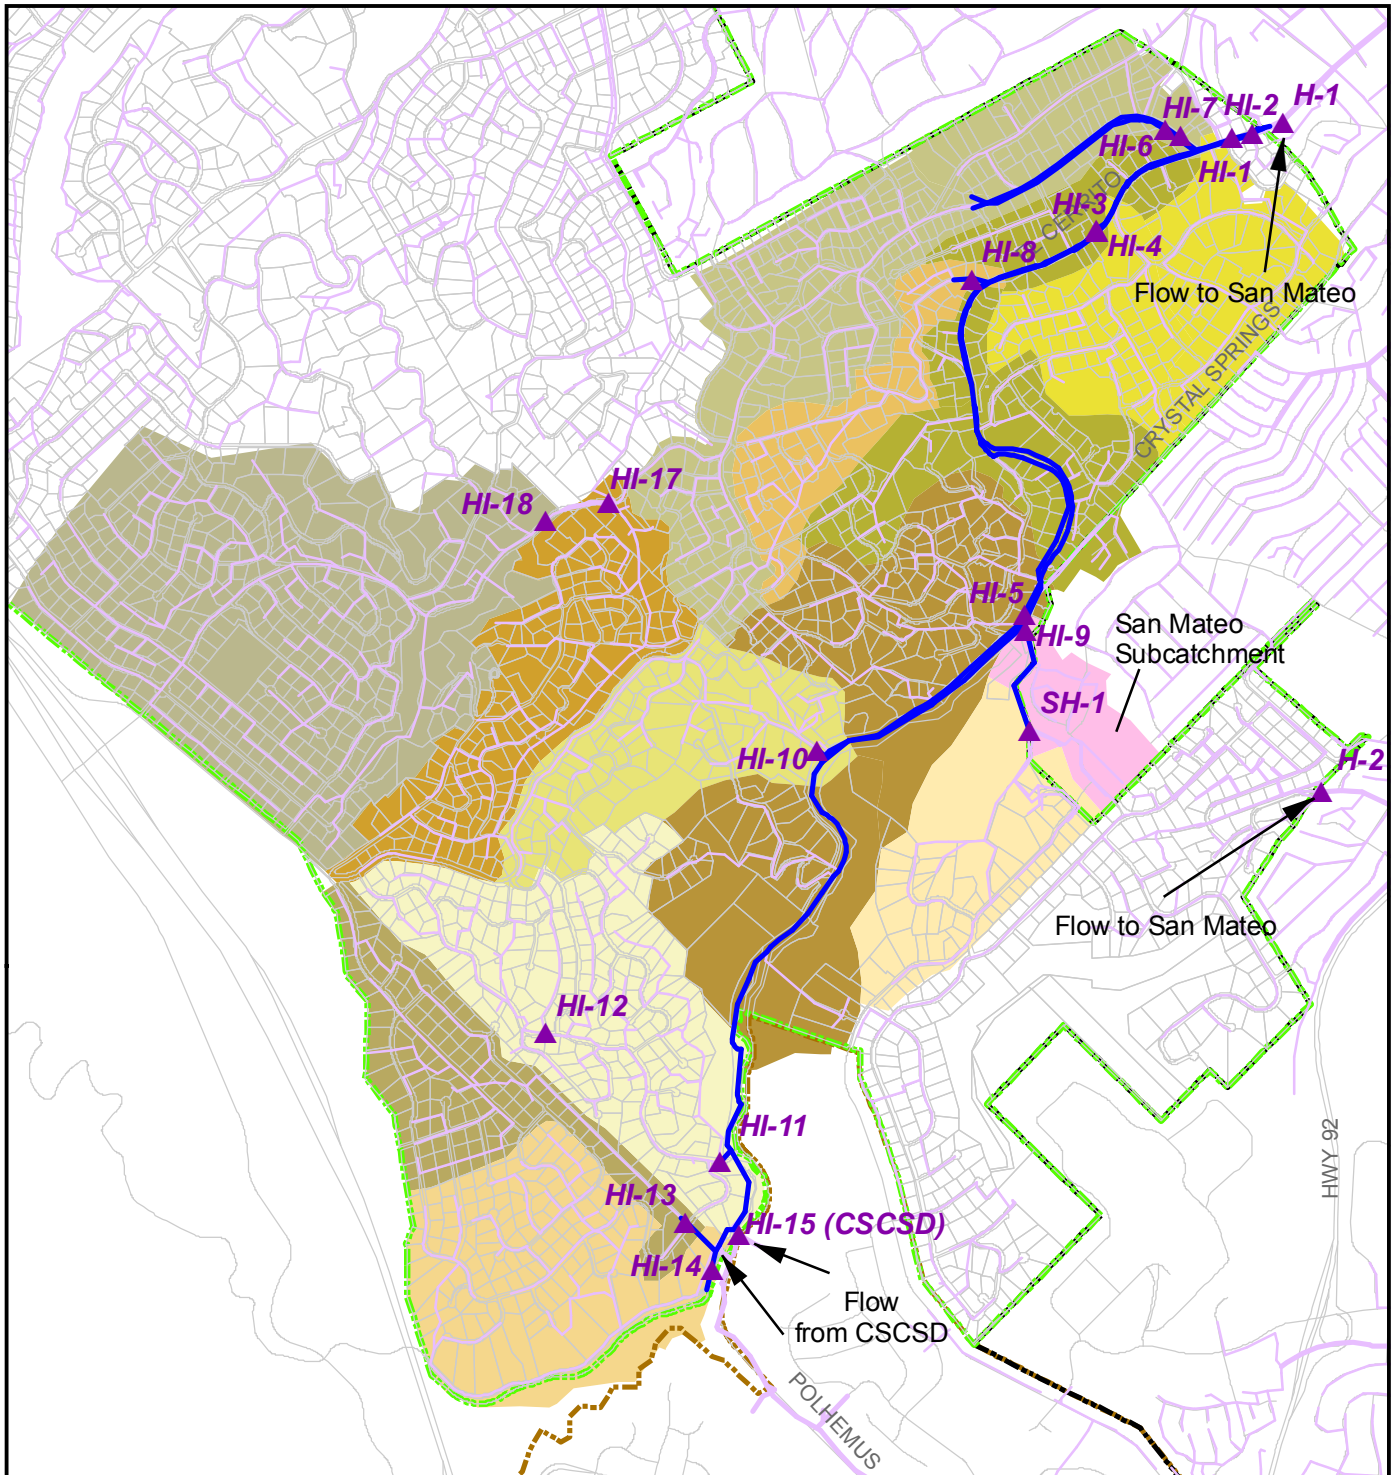 H-1
HI-2
HI-7
HI-6
HI-1
HI-3
CERRITO
HI-4
HI-8
Flow to San Mateo
CRYSTAL SPRINGS
HI-17
HI-18
HI-5
HI-9
San Mateo
Subcatchment
SH-1
HI-10
H-2
Flow to San Mateo
HI-12
HI-11
HWY 92
HI-13
HI-15 (CSCSD)
HI-14
Flow
from CSCSD
POLHEMUS